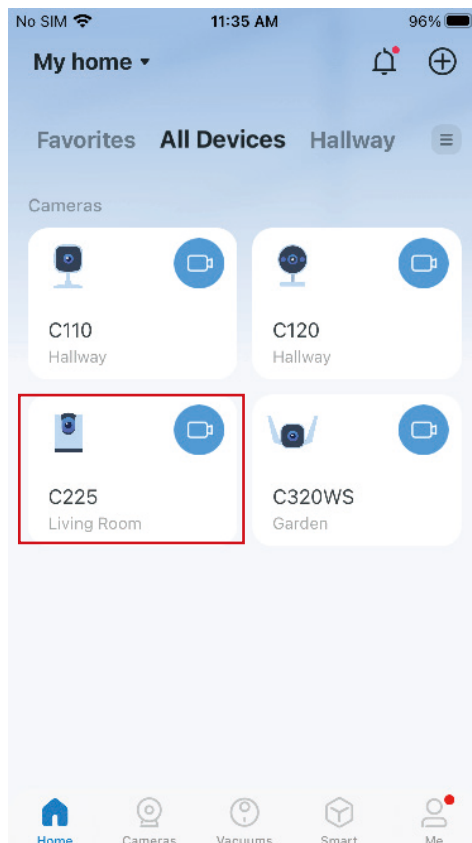 No SIM 11:35 AM 96%
My home
Favorites All Devices Hallway
Cameras
C110
Hallway
C120
Hallway
C225
Living Room
C320WS
Garden
Home Cameras Vacuums Smart Me